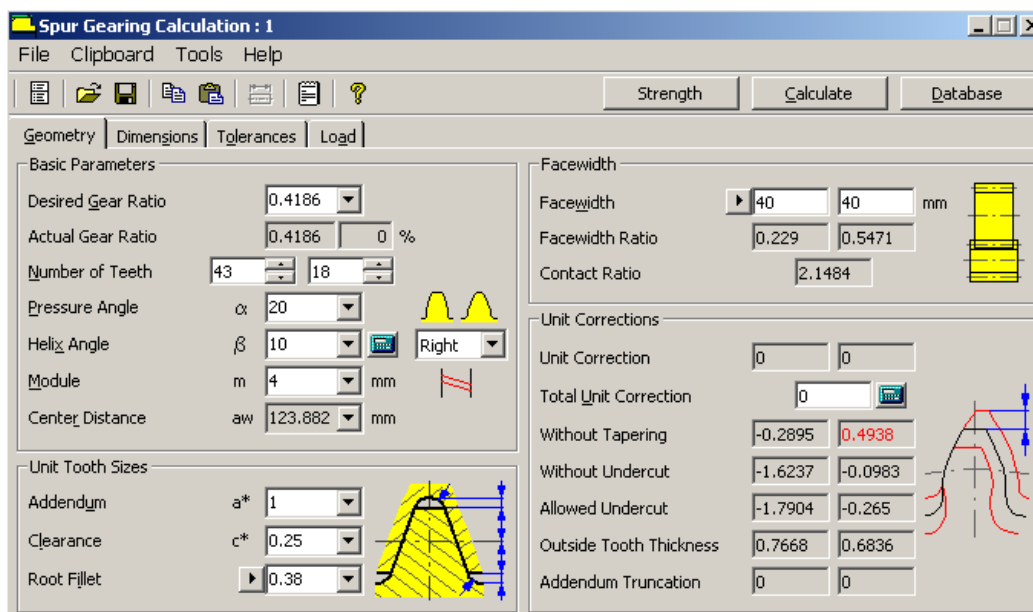 Spur Gearing Calculation : 1
File Clipboard Tools Help
Strength Calculate Database
Geometry Dimensions Tolerances Load
Basic Parameters
Desired Gear Ratio 0.4186
Actual Gear Ratio 0.4186 0 %
Number of Teeth 43 18
Pressure Angle α 20
Helix Angle β 10 Right
Module m 4 mm
Center Distance aw 123.882 mm
Unit Tooth Sizes
Addendum a* 1
Clearance c* 0.25
Root Fillet 0.38
Facewidth
Facewidth 40 40 mm
Facewidth Ratio 0.229 0.5471
Contact Ratio 2.1484
Unit Corrections
Unit Correction 0 0
Total Unit Correction 0
Without Tapering -0.2895 0.4938
Without Undercut -1.6237 -0.0983
Allowed Undercut -1.7904 -0.265
Outside Tooth Thickness 0.7668 0.6836
Addendum Truncation 0 0